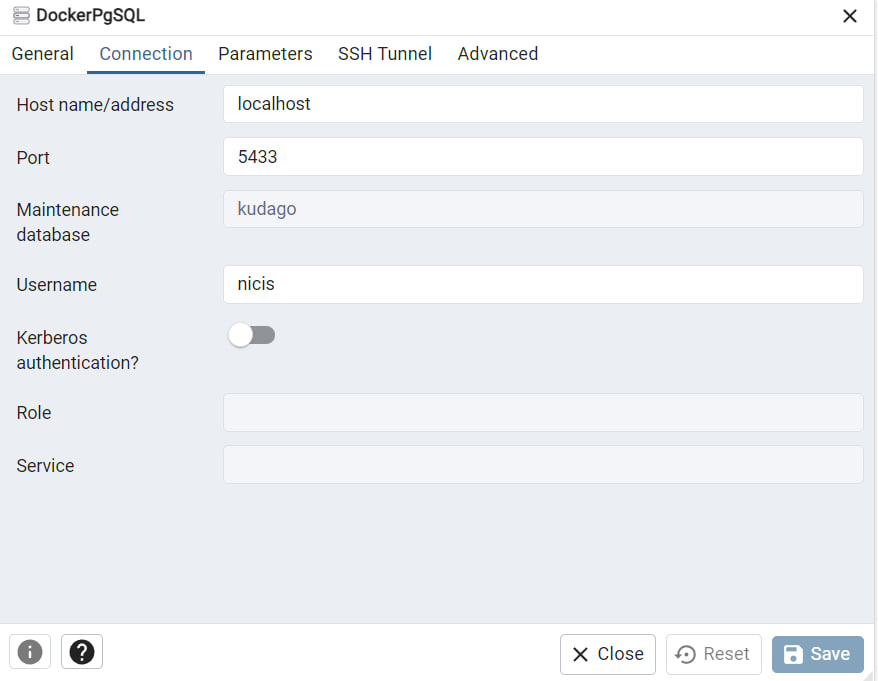 DockerPgSQL
General Connection Parameters SSH Tunnel Advanced
Host name/address localhost
Port 5433
Maintenance database kudago
Username nicis
Kerberos authentication?
Role
Service
Close Reset Save